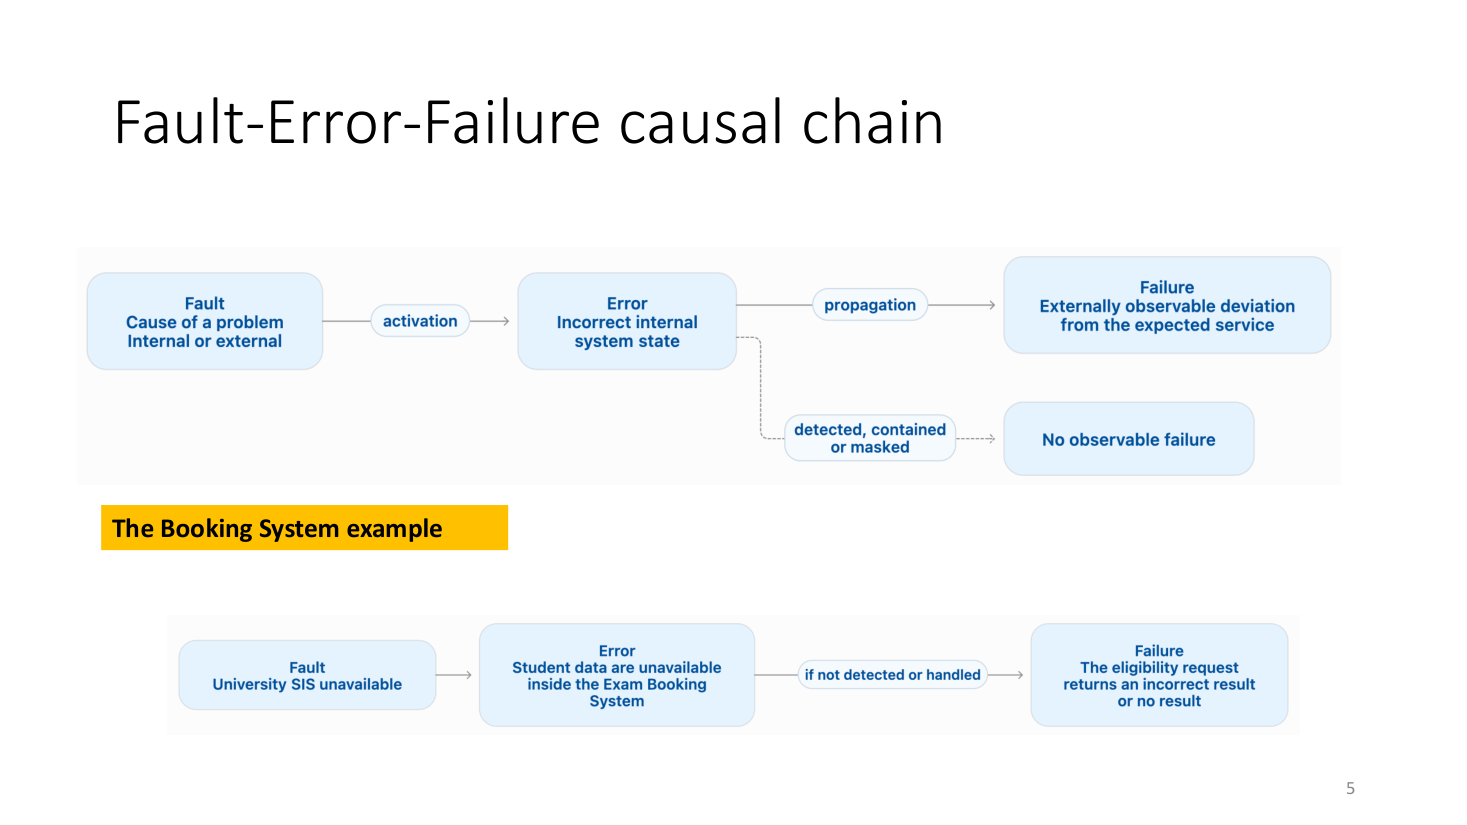 Fault-Error-Failure causal chain
Fault
Cause of a problem
Internal or external
activation
Error
Incorrect internal
system state
propagation
Failure
Externally observable deviation
from the expected service
detected, contained
or masked
No observable failure
The Booking System example
Fault
University SIS unavailable
Error
Student data are unavailable
inside the Exam Booking
System
if not detected or handled
Failure
The eligibility request
returns an incorrect result
or no result
5